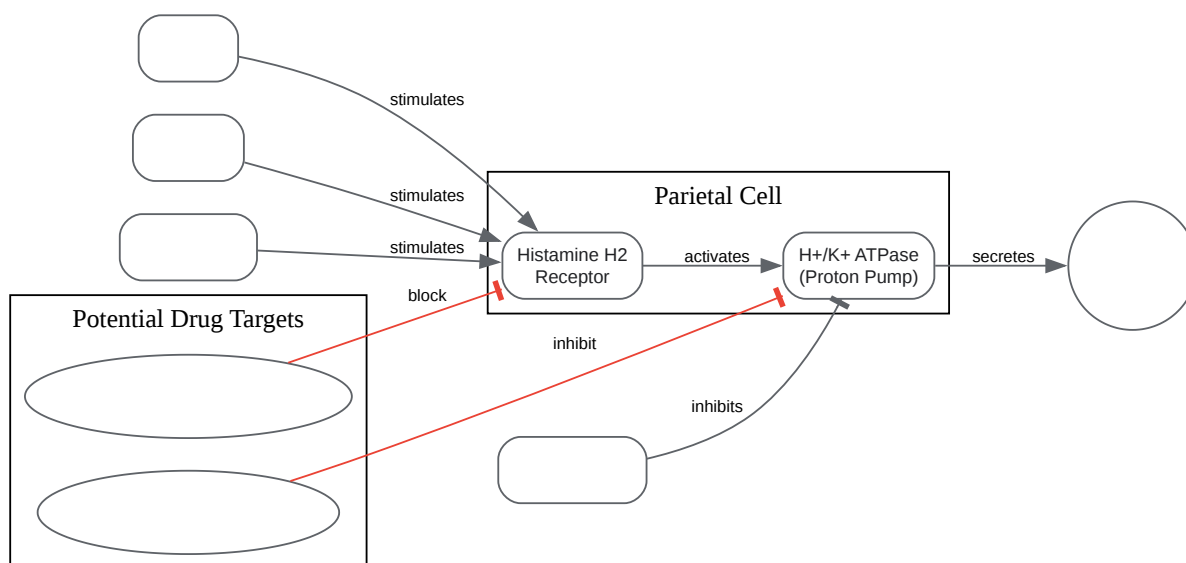 stimulates
stimulates
Parietal Cell
stimulates
Histamine H2
Receptor
activates
H+/K+ ATPase
(Proton Pump)
secretes
block
Potential Drug Targets
inhibit
inhibits